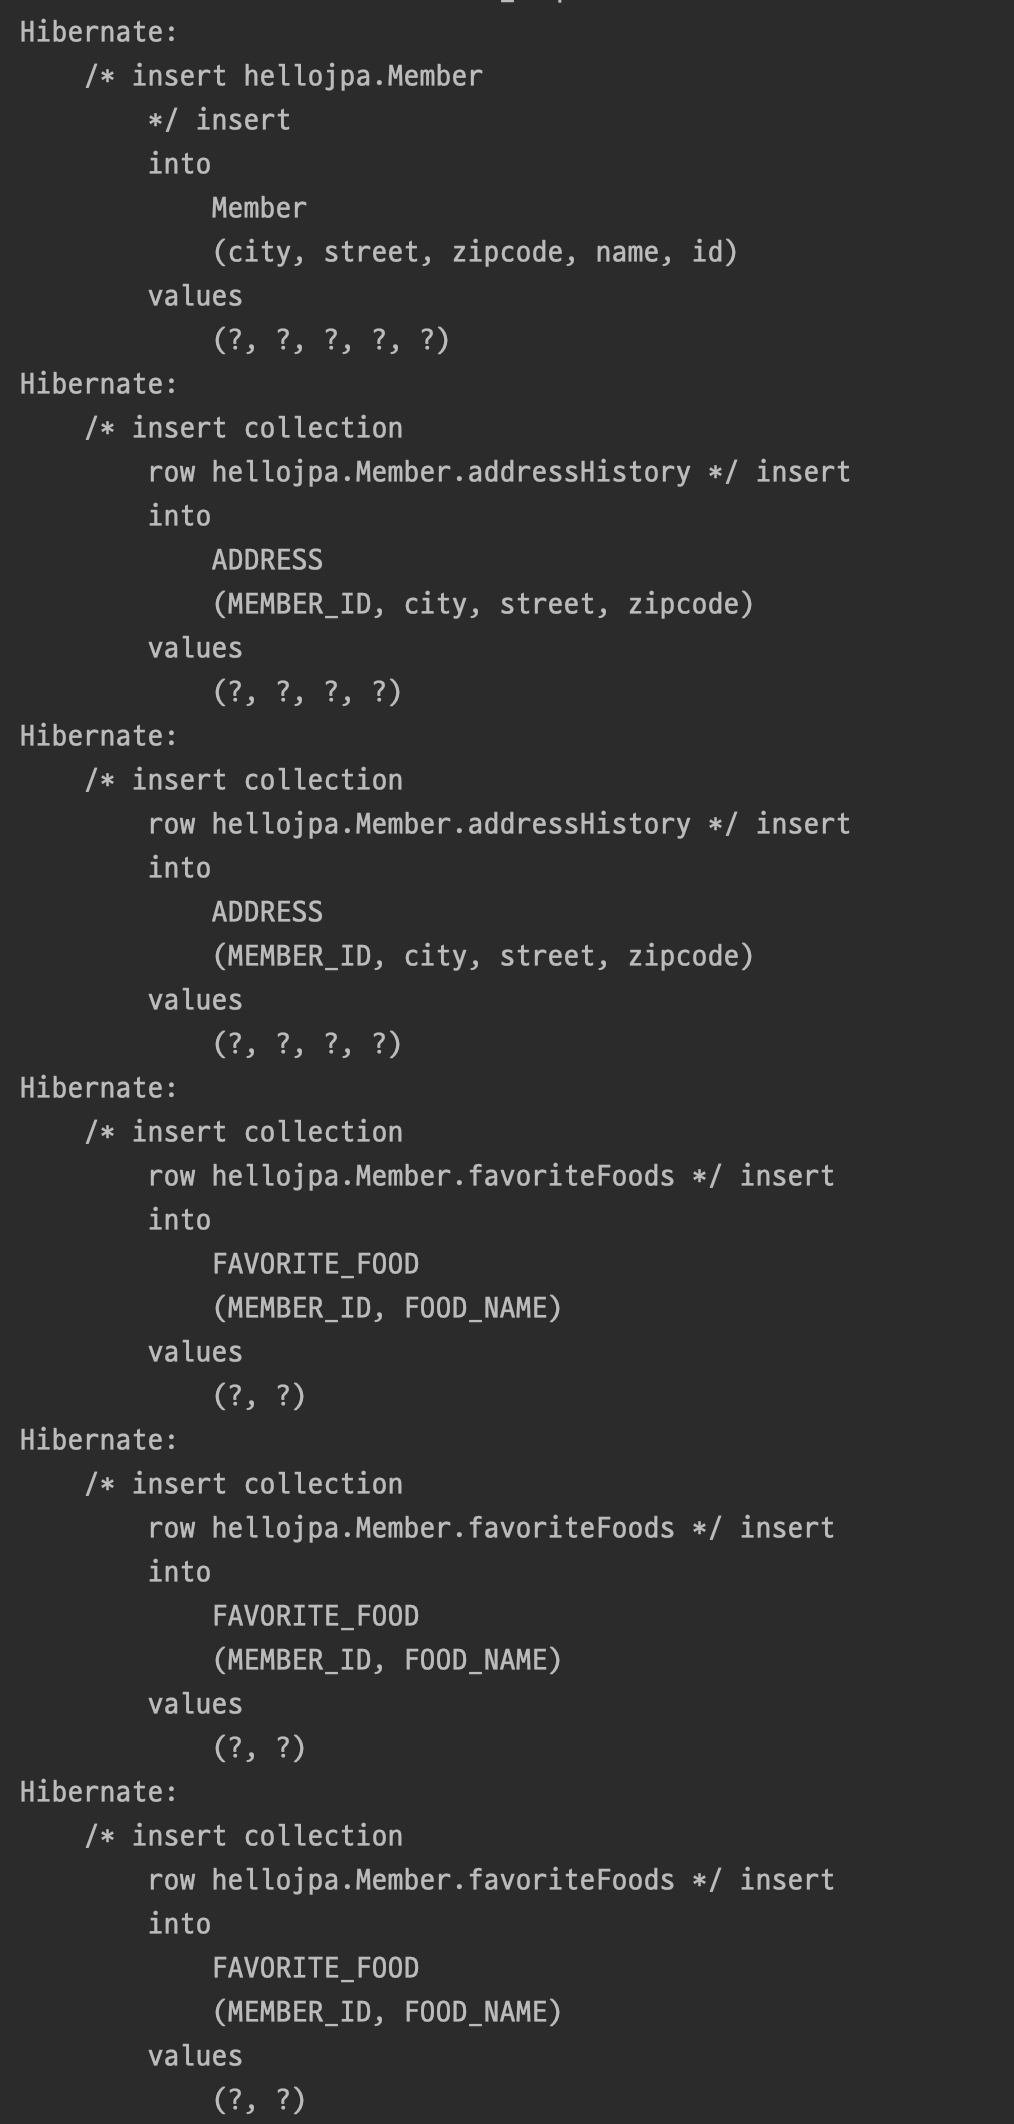 Hibernate:
    /* insert hellojpa.Member
        */ insert
        into
            Member
            (city, street, zipcode, name, id)
        values
            (?, ?, ?, ?, ?)
Hibernate:
    /* insert collection
        row hellojpa.Member.addressHistory */ insert
        into
            ADDRESS
            (MEMBER_ID, city, street, zipcode)
        values
            (?, ?, ?, ?)
Hibernate:
    /* insert collection
        row hellojpa.Member.addressHistory */ insert
        into
            ADDRESS
            (MEMBER_ID, city, street, zipcode)
        values
            (?, ?, ?, ?)
Hibernate:
    /* insert collection
        row hellojpa.Member.favoriteFoods */ insert
        into
            FAVORITE_FOOD
            (MEMBER_ID, FOOD_NAME)
        values
            (?, ?)
Hibernate:
    /* insert collection
        row hellojpa.Member.favoriteFoods */ insert
        into
            FAVORITE_FOOD
            (MEMBER_ID, FOOD_NAME)
        values
            (?, ?)
Hibernate:
    /* insert collection
        row hellojpa.Member.favoriteFoods */ insert
        into
            FAVORITE_FOOD
            (MEMBER_ID, FOOD_NAME)
        values
            (?, ?)